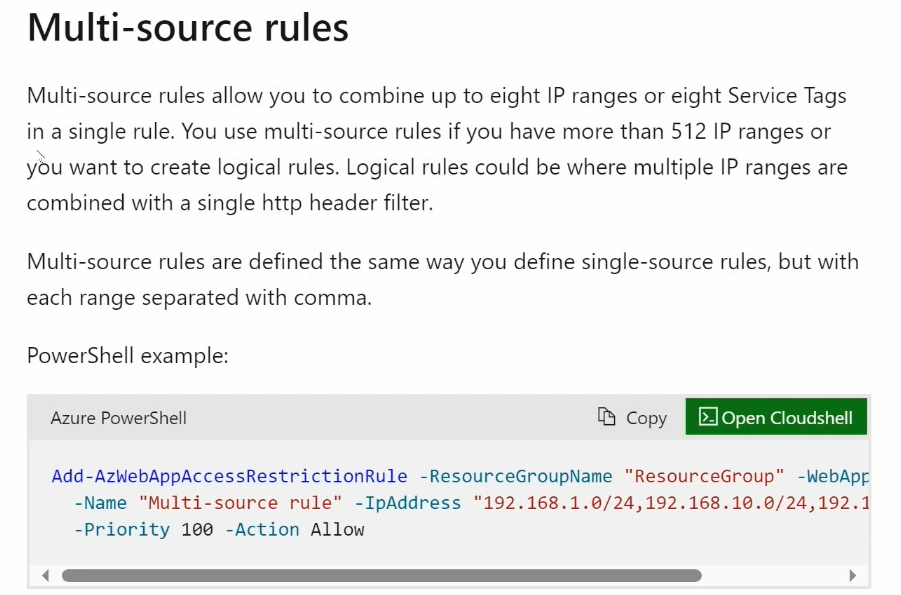 Multi-source rules
Multi-source rules allow you to combine up to eight IP ranges or eight Service Tags
in a single rule. You use multi-source rules if you have more than 512 IP ranges or
you want to create logical rules. Logical rules could be where multiple IP ranges are
combined with a single http header filter.
Multi-source rules are defined the same way you define single-source rules, but with
each range separated with comma.
PowerShell example:
Azure PowerShell Copy Open Cloudshell
Add-AzWebAppAccessRestrictionRule -ResourceGroupName "ResourceGroup" -WebApp
-Name "Multi-source rule" -IpAddress "192.168.1.0/24,192.168.10.0/24,192.1
-Priority 100 -Action Allow